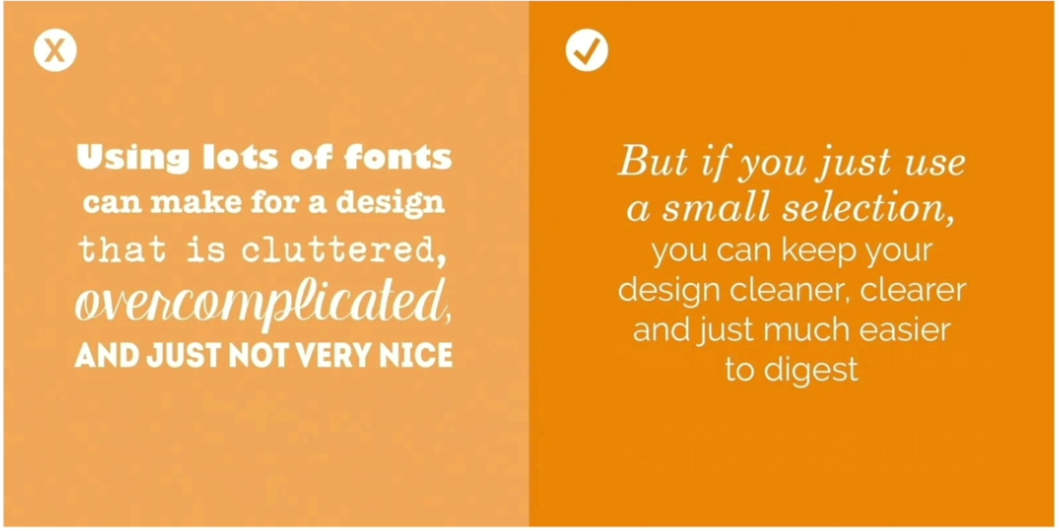 X
Using lots of fonts
can make for a design
that is cluttered,
overcomplicated,
AND JUST NOT VERY NICE
But if you just use
a small selection,
you can keep your
design cleaner, clearer
and just much easier
to digest